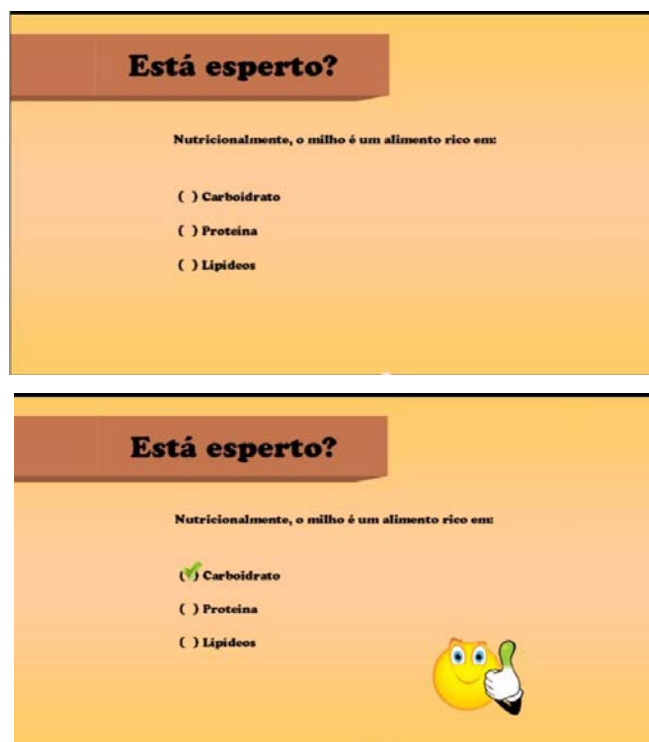 Está esperto?
Nutricionalmente, o milho é um alimento rico em:
( ) Carboidrato
( ) Proteína
( ) Lipídeos
Está esperto?
Nutricionalmente, o milho é um alimento rico em:
(✓) Carboidrato
( ) Proteína
( ) Lipídeos